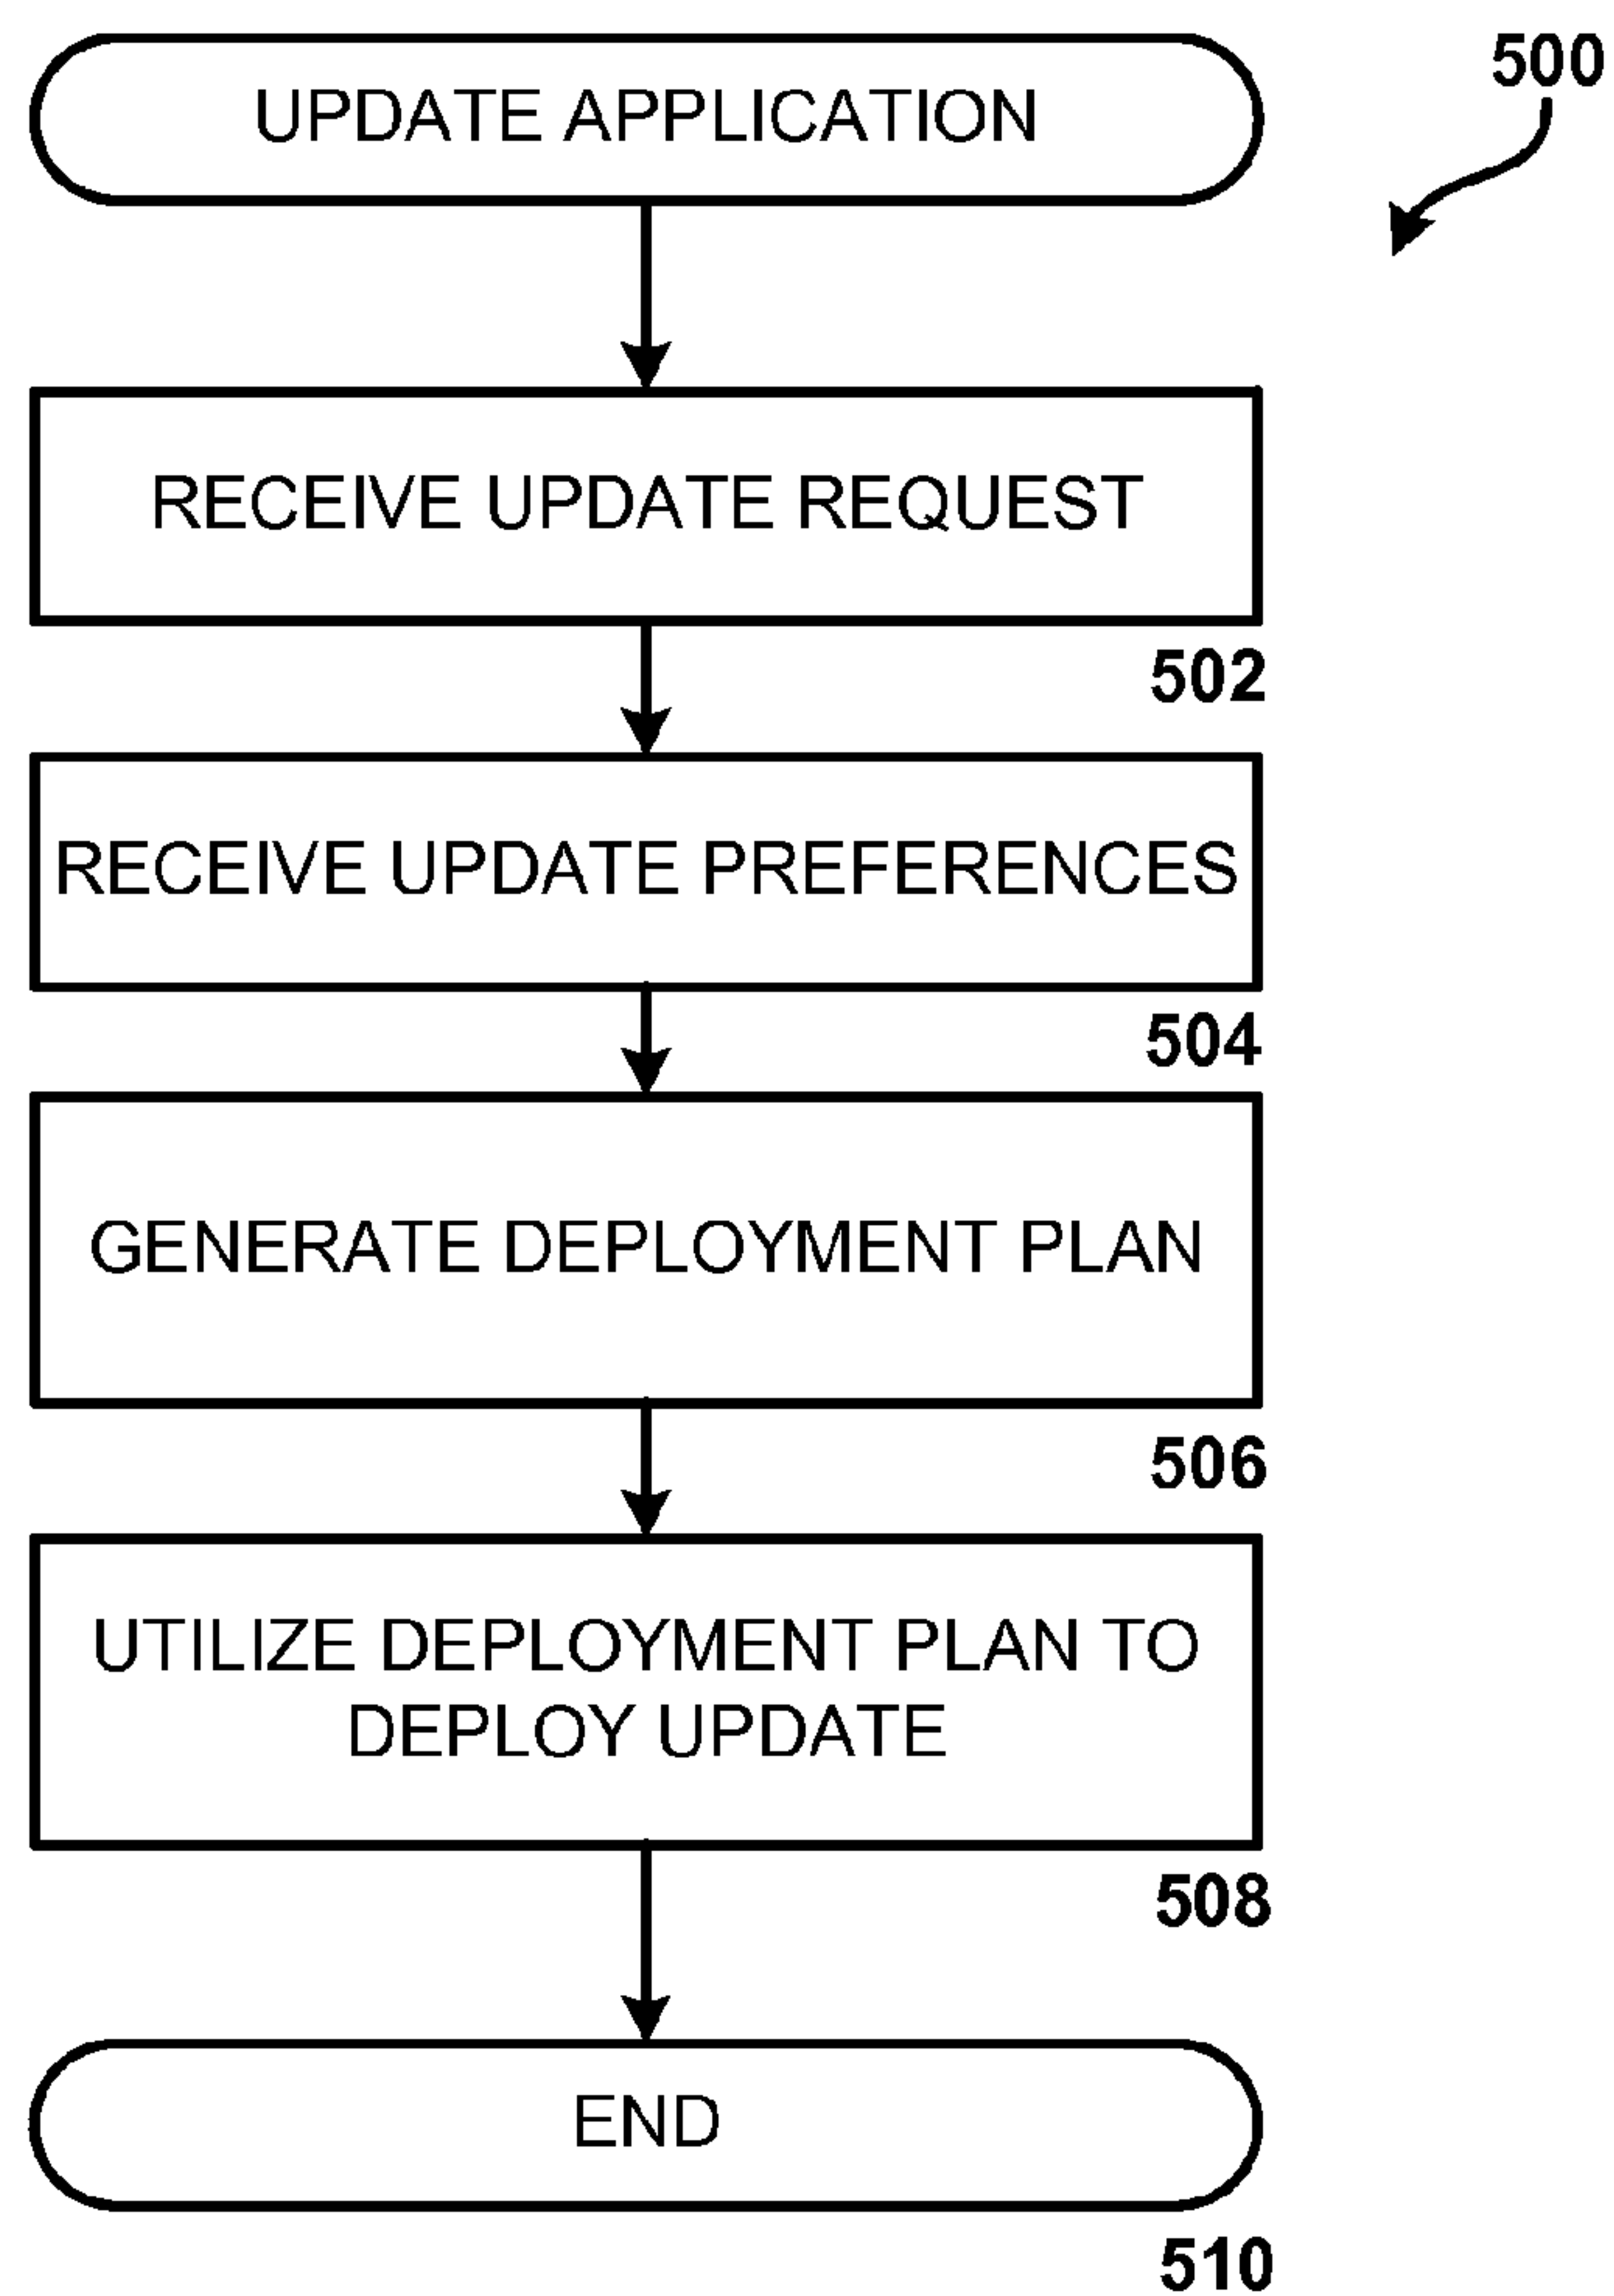 500
UPDATE APPLICATION
RECEIVE UPDATE REQUEST
502
RECEIVE UPDATE PREFERENCES
504
GENERATE DEPLOYMENT PLAN
506
UTILIZE DEPLOYMENT PLAN TO
DEPLOY UPDATE
508
END
510